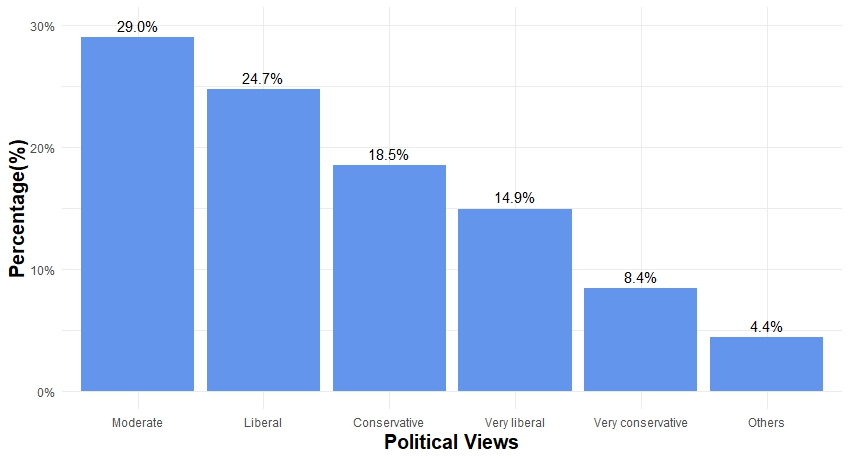 Percentage(%)
30%
20%
10%
0%
29.0%
24.7%
18.5%
14.9%
8.4%
4.4%
Moderate
Liberal
Conservative
Very liberal
Very conservative
Others
Political Views